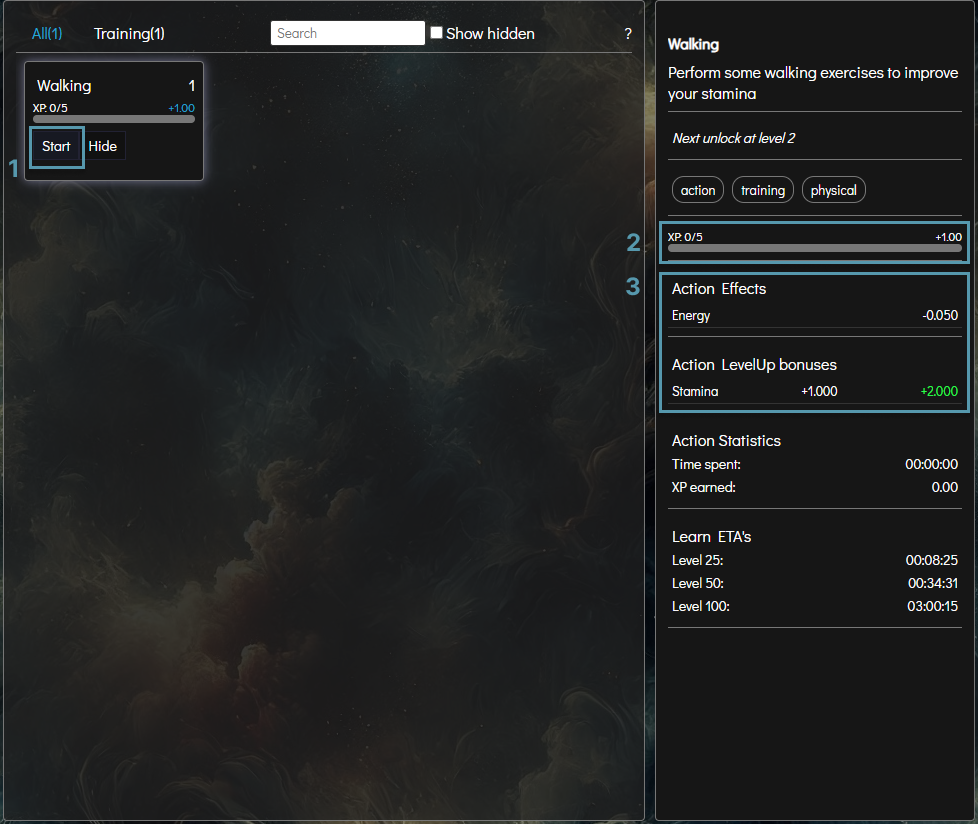 All(1) Training(1) Search Show hidden ?
Walking 1
XP: 0/5 +1.00
Start Hide
1
Walking
Perform some walking exercises to improve
your stamina
Next unlock at level 2
action training physical
2
XP: 0/5 +1.00
3
Action Effects
Energy -0.050
Action LevelUp bonuses
Stamina +1.000 +2.000
Action Statistics
Time spent: 00:00:00
XP earned: 0.00
Learn ETA's
Level 25: 00:08:25
Level 50: 00:34:31
Level 100: 03:00:15